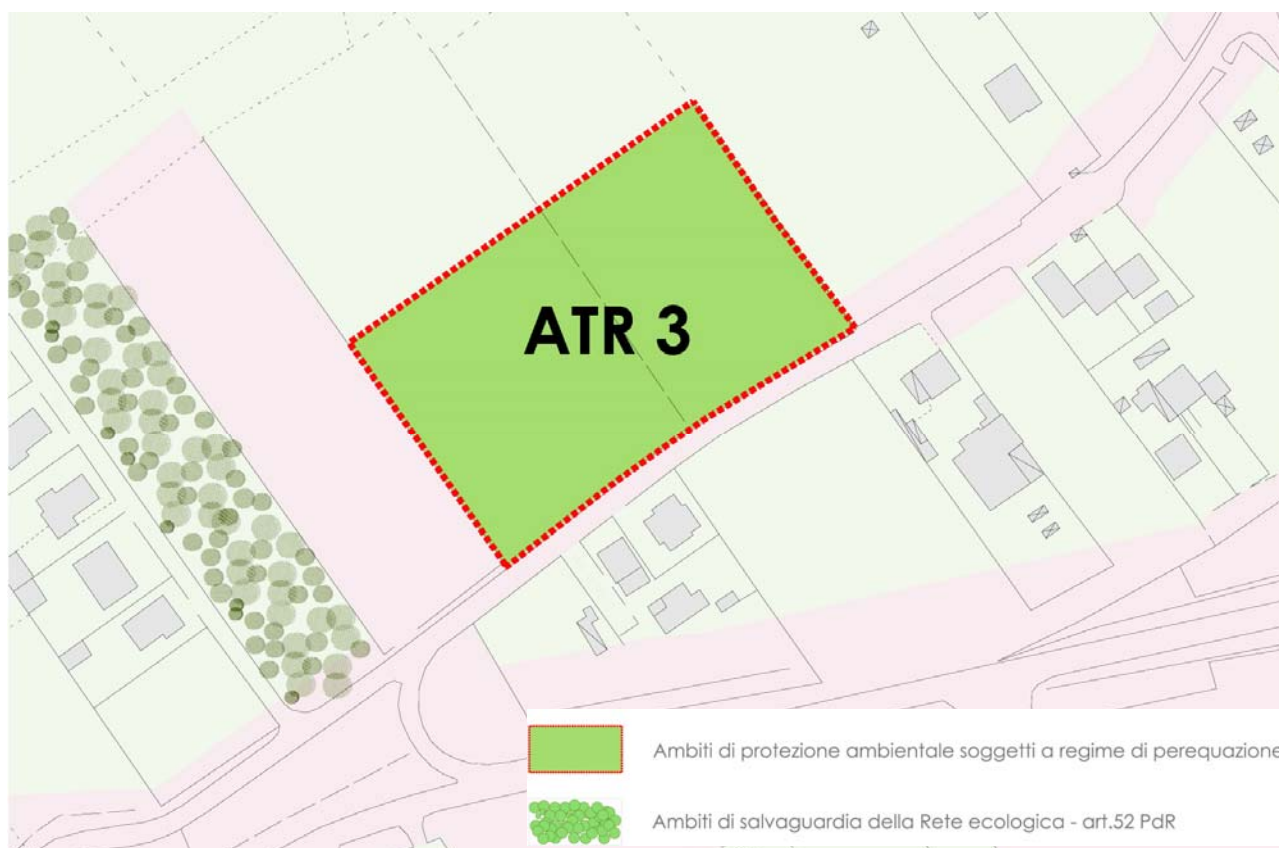 ATR 3
Ambiti di protezione ambientale soggetti a regime di perequazione
Ambiti di salvaguardia della Rete ecologica - art.52 PdR